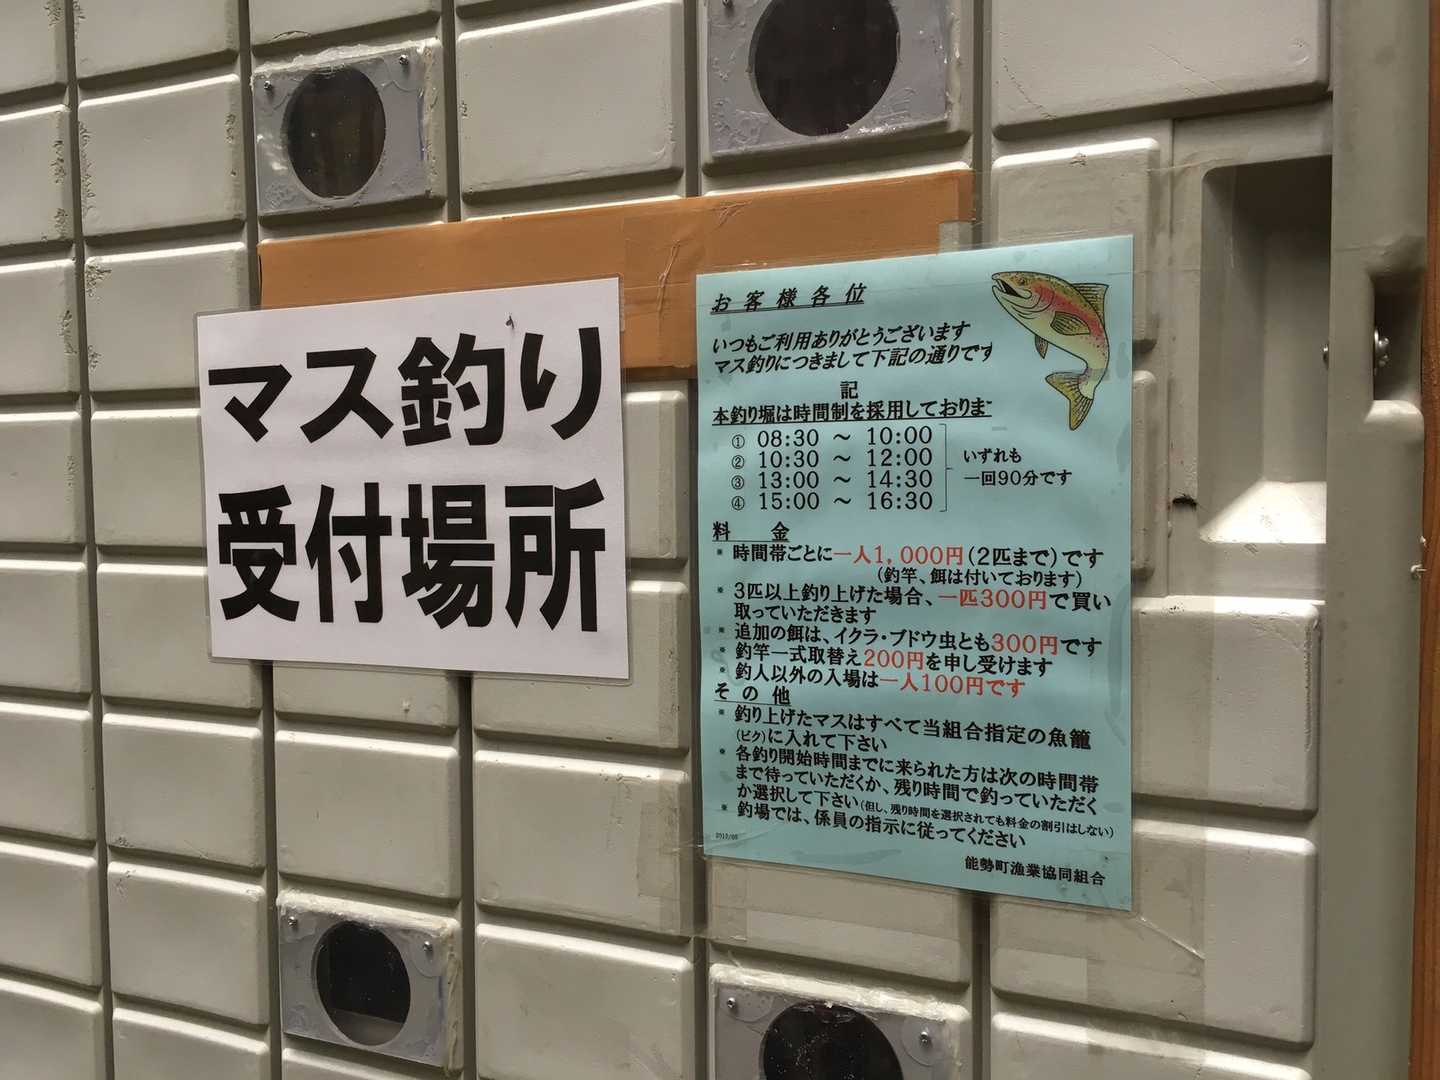 マス釣り
受付場所
お客様各位
いつもご利用ありがとうございます
マス釣りにつきまして下記の通りです
記
本釣り堀は時間制を採用しておりま
① 08:30 ～ 10:00
② 10:30 ～ 12:00
③ 13:00 ～ 14:30
④ 15:00 ～ 16:30
いずれも
一回90分です
料 金
* 時間帯ごとに一人1,000円(2匹まで)です
(釣竿、餌は付いております)
* 3匹以上釣り上げた場合、一匹300円で買い
取っていただきます
* 追加の餌は、イクラ・ブドウ虫とも300円です
* 釣竿一式取替え200円を申し受けます
* 釣人以外の入場は一人100円です
その他
* 釣り上げたマスはすべて当組合指定の魚籠
(ビク)に入れて下さい
* 各釣り開始時間までに来られた方は次の時間帯
まで待っていただくか、残り時間で釣っていただく
か選択して下さい(但し、残り時間を選択されても料金の割引はしない)
* 釣場では、係員の指示に従ってください
能勢町漁業協同組合